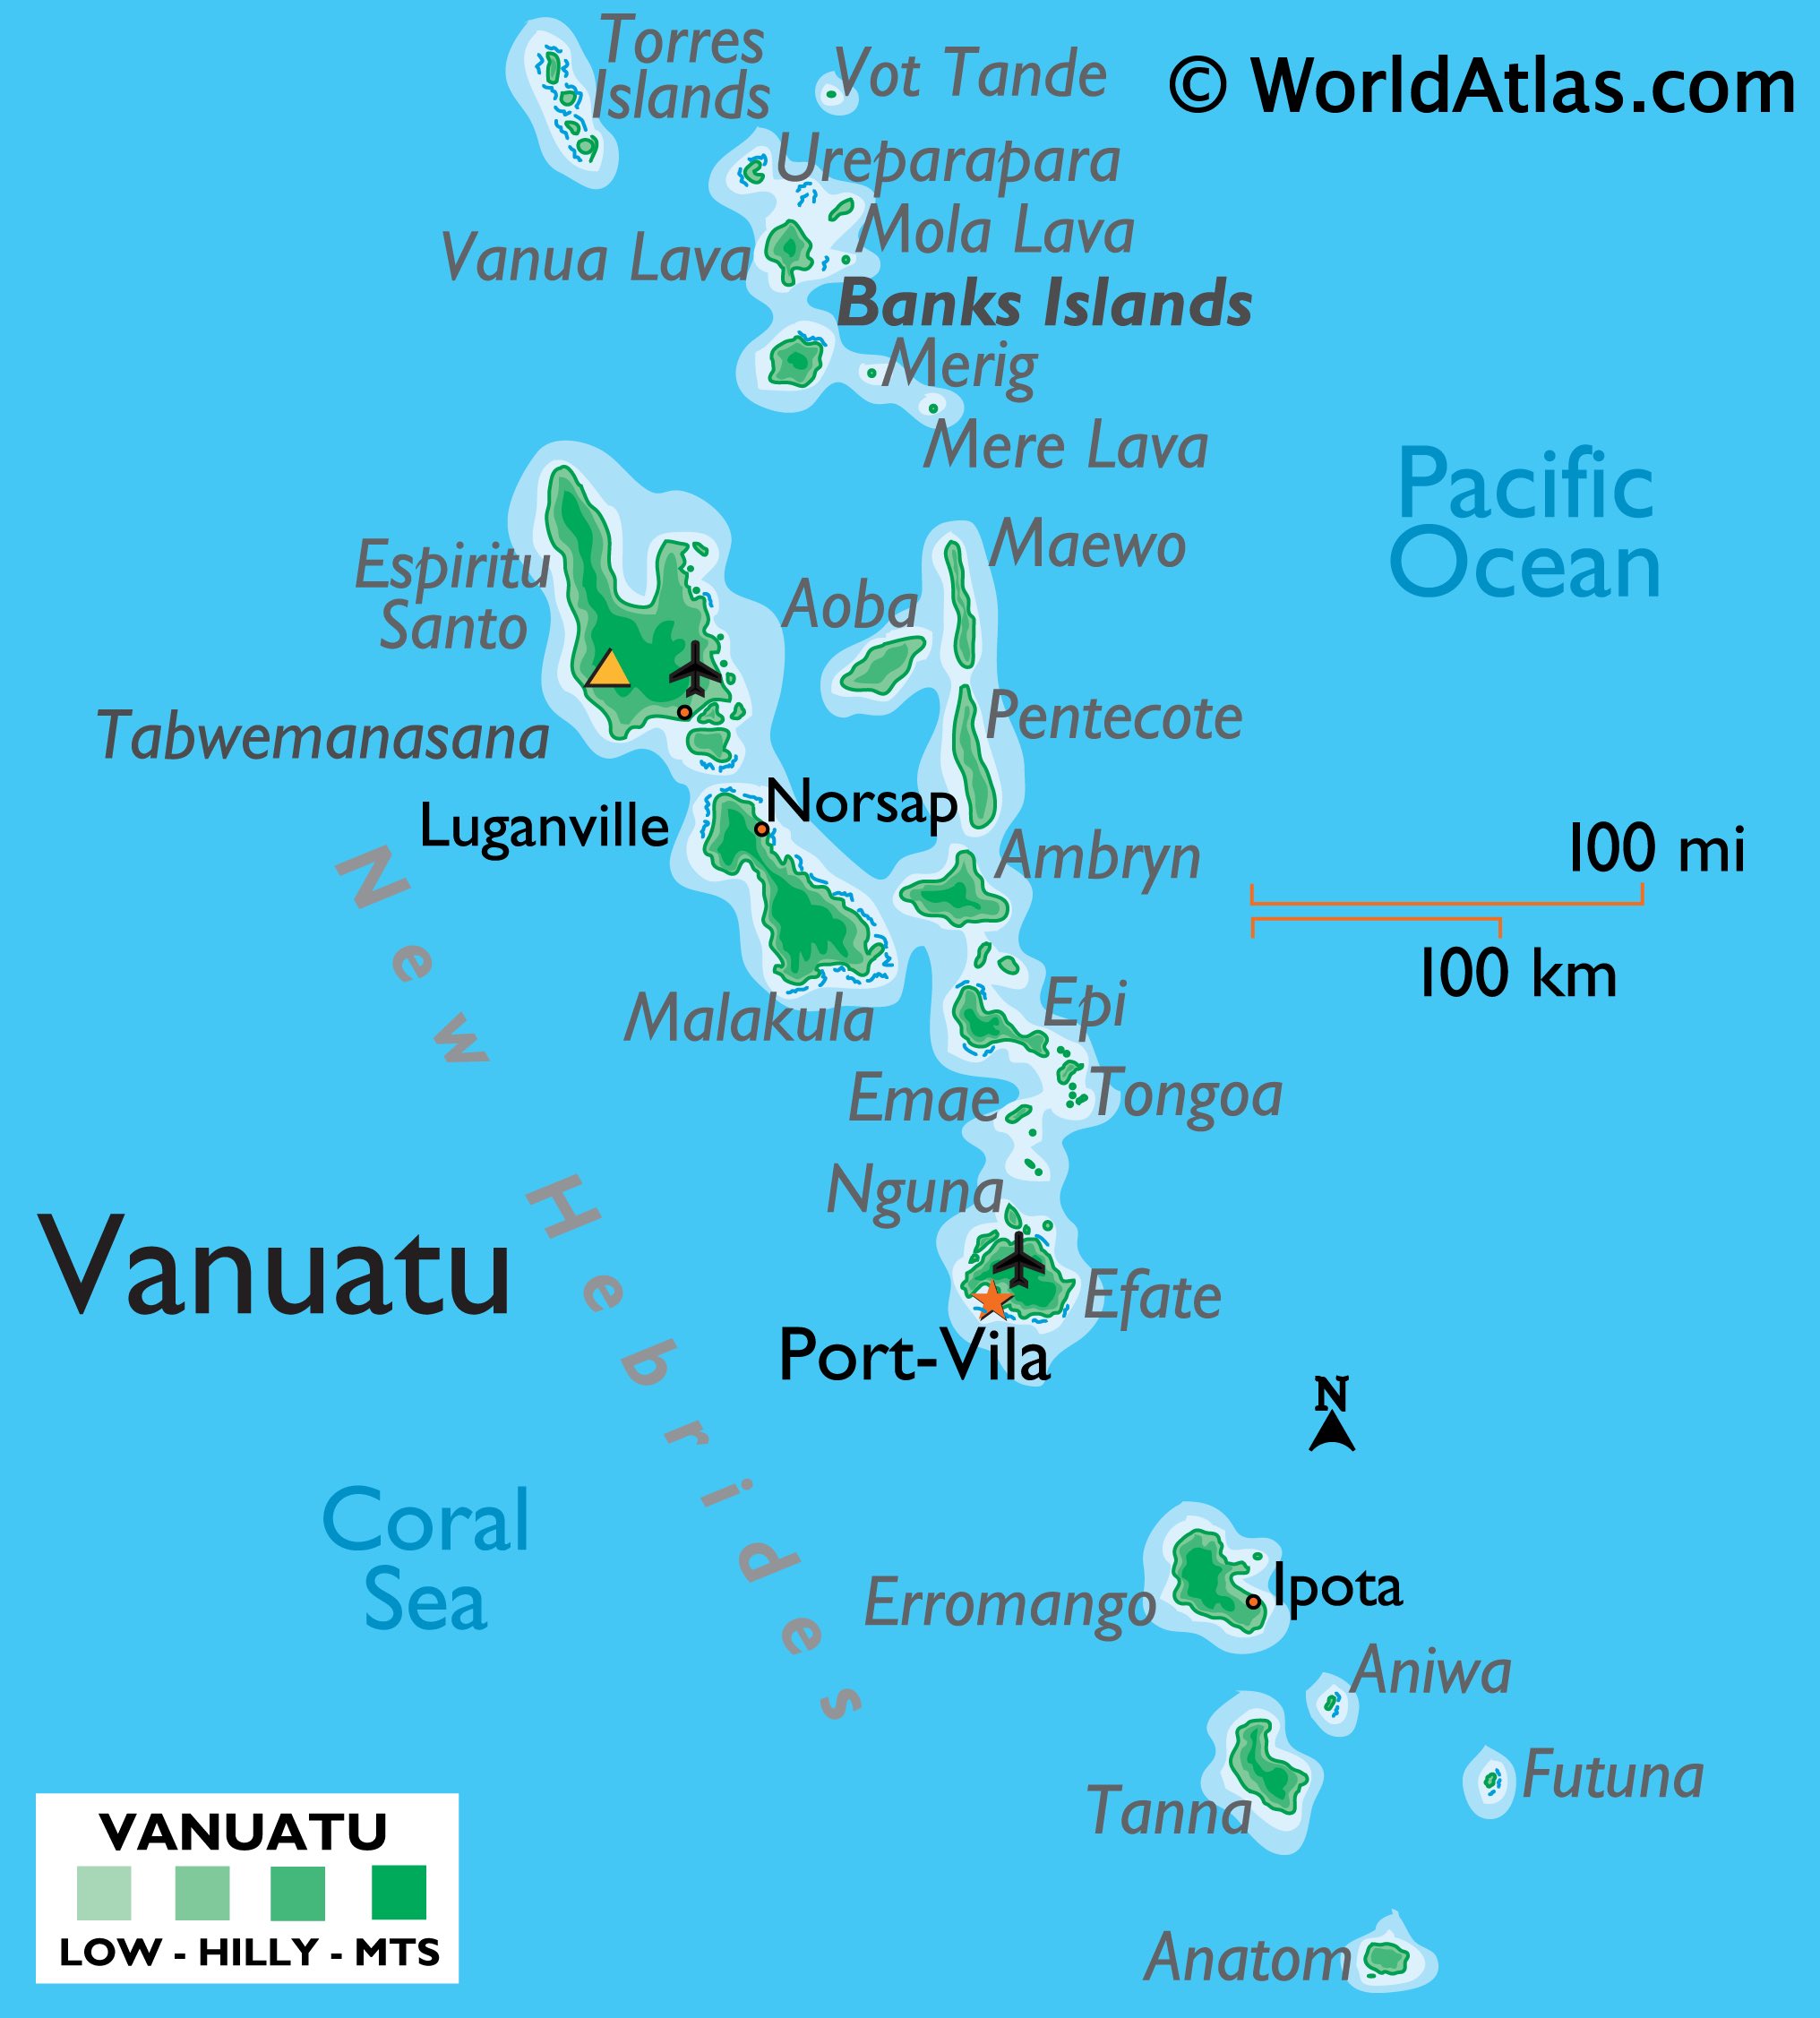 Torres
Islands
Vot Tande
© WorldAtlas.com
Ureparapara
Mola Lava
Vanua Lava
Banks Islands
Merig
Mere Lava
Pacific
Ocean
Maewo
Espiritu
Santo
Aoba
Pentecote
Tabwemanasana
Norsap
Luganville
Ambryn
100 mi
100 km
New Hebrides
Malakula
Epi
Emae
Tongoa
Nguna
Vanuatu
Efate
Port-Vila
N
Coral
Sea
Erromango
Ipota
Aniwa
Futuna
Tanna
Anatom
VANUATU
LOW - HILLY - MTS